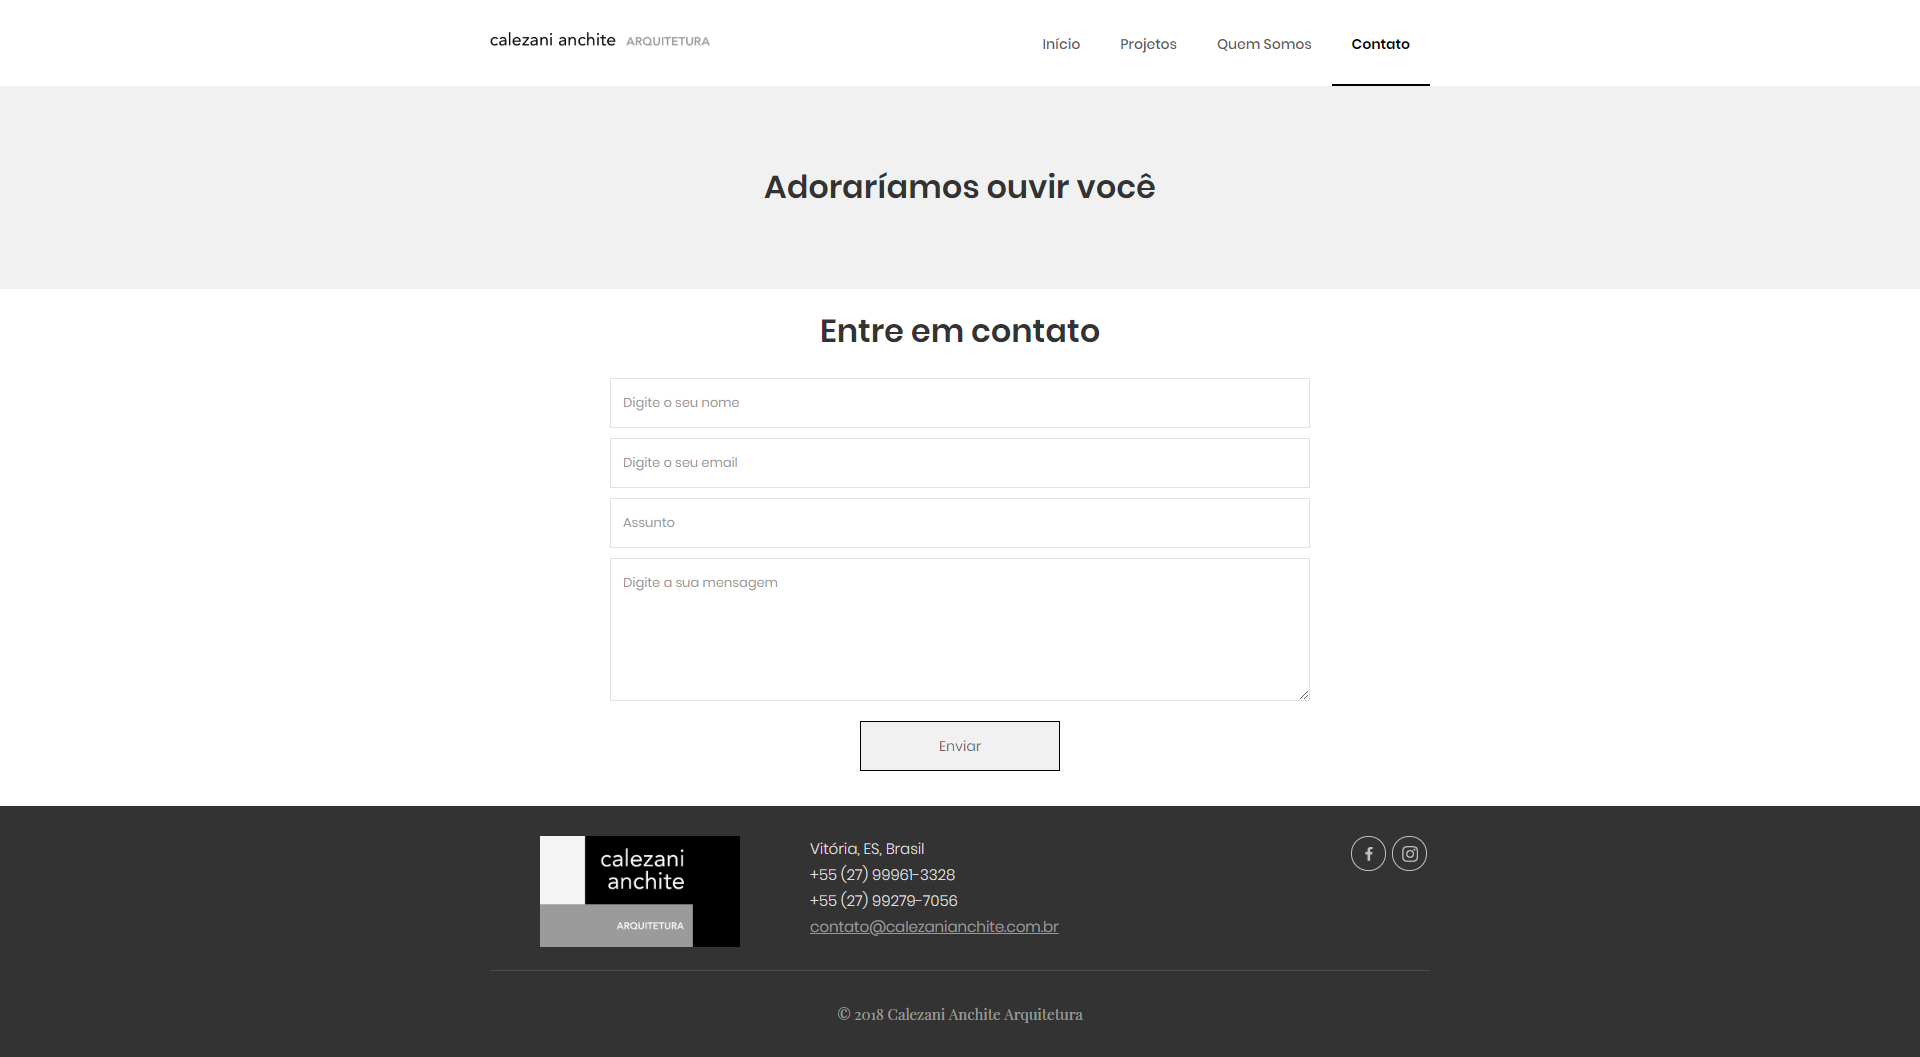 calezani anchite ARQUITETURA
Início Projetos Quem Somos Contato
Adoraríamos ouvir você
Entre em contato
Digite o seu nome
Digite o seu email
Assunto
Digite a sua mensagem
Enviar
calezani
anchite
ARQUITETURA
Vitória, ES, Brasil
+55 (27) 99961-3328
+55 (27) 99279-7056
contato@calezanianchite.com.br
© 2018 Calezani Anchite Arquitetura